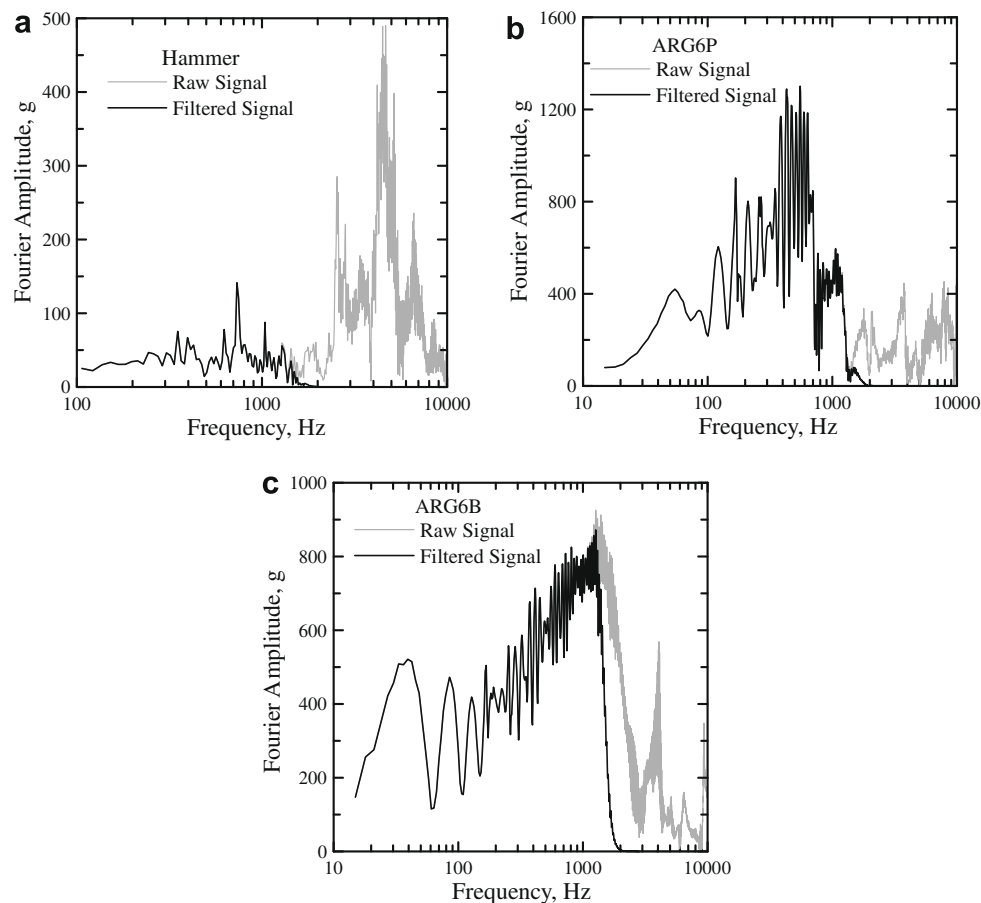 a
500
400
300
200
100
0
Fourier Amplitude, g
Hammer
Raw Signal
Filtered Signal
100
1000
10000
Frequency, Hz
b
1600
1200
800
400
0
Fourier Amplitude, g
ARG6P
Raw Signal
Filtered Signal
10
100
1000
10000
Frequency, Hz
c
1000
800
600
400
200
0
Fourier Amplitude, g
ARG6B
Raw Signal
Filtered Signal
10
100
1000
10000
Frequency, Hz